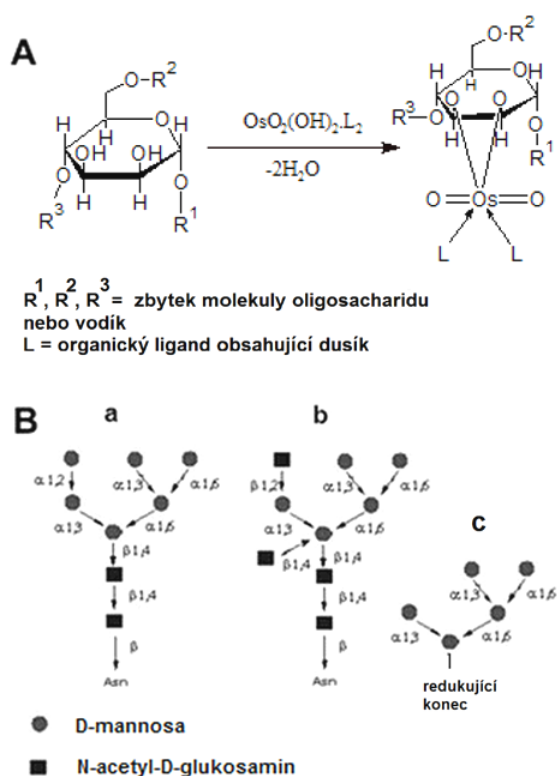 A
O-R²
O-R²
H
O
H
OH
OH
O
H
H
O
R³
R¹
OsO₂(OH)₂.L₂
-2H₂O
H
OH
H
O
O
R³-O
H
H
O
R¹
O=Os=O
L
L
R¹, R², R³ = zbytek molekuly oligosacharidu
nebo vodík
L = organický ligand obsahující dusík
B
a
b
c
α1,2
α1,3
α1,6
α1,3
α1,6
β1,4
β1,4
β
Asn
β1,2
α1,3
α1,6
α1,3
α1,6
β1,4
β1,4
β1,4
β
Asn
α1,3
α1,6
α1,3
α1,6
redukující
konec
D-mannosa
N-acetyl-D-glukosamin